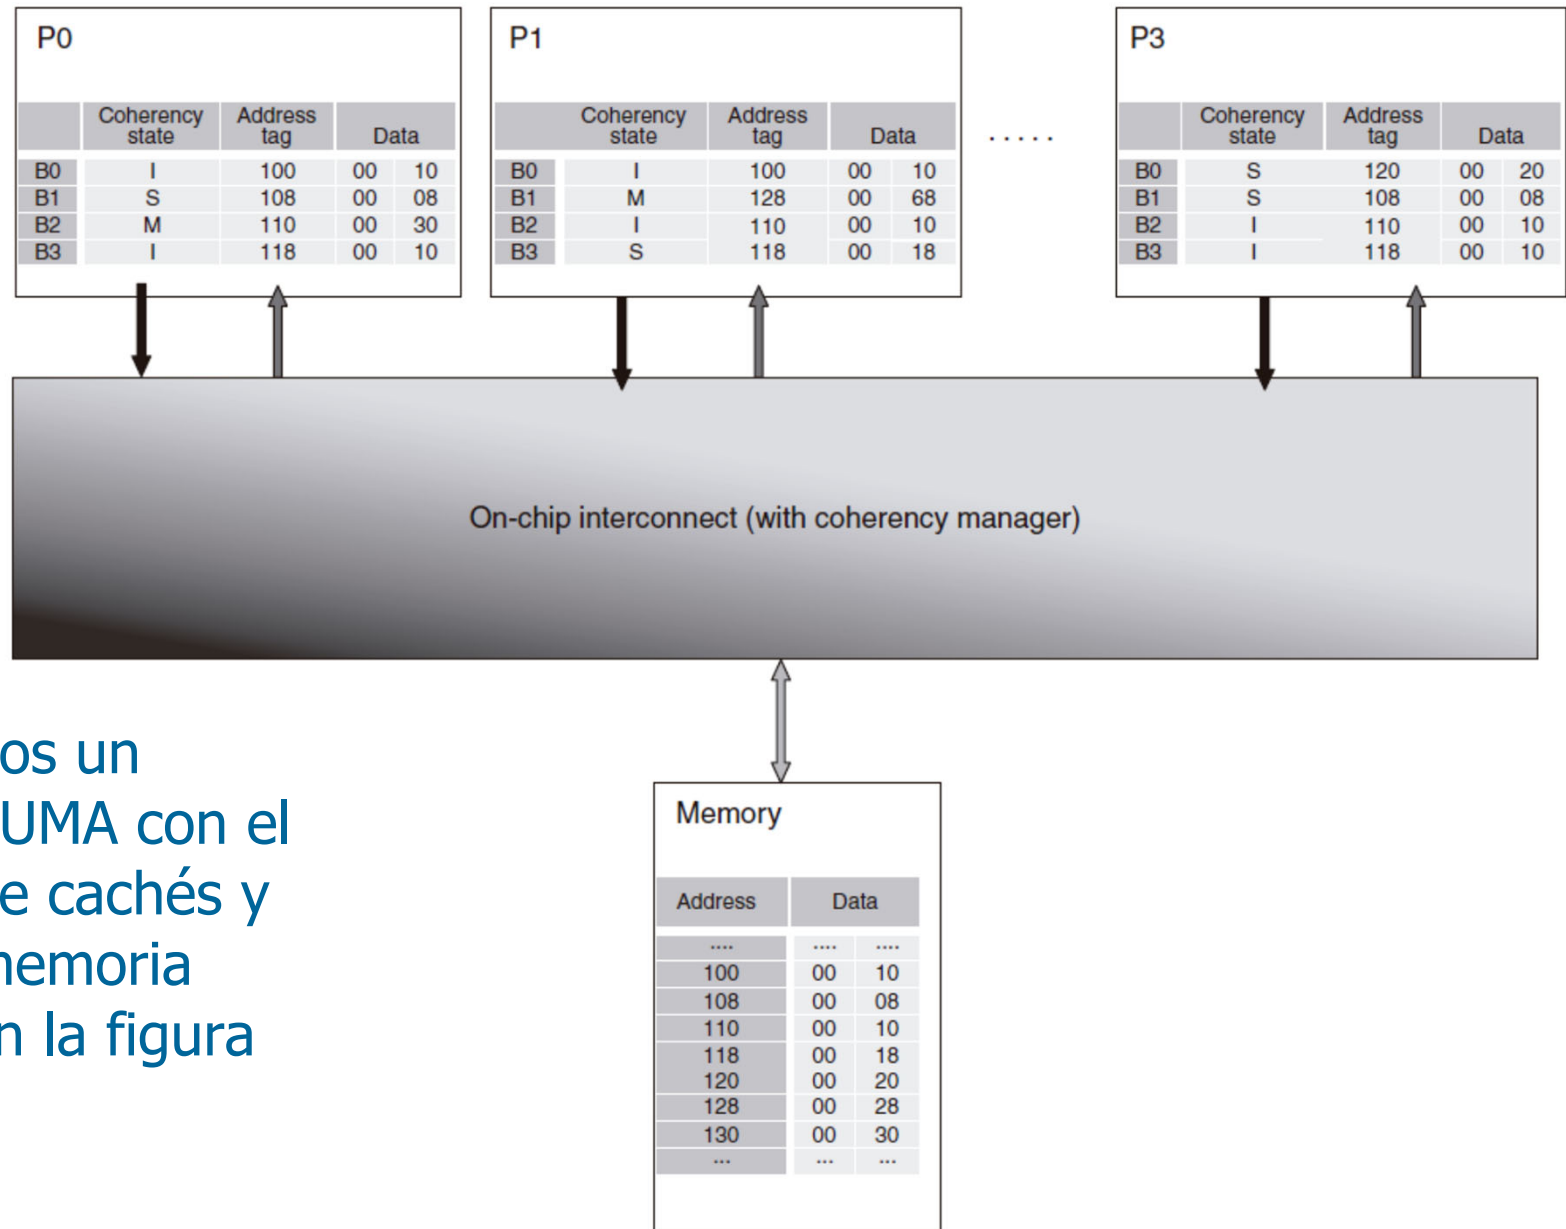 P0
Coherency state Address tag Data
B0 I 100 00 10
B1 S 108 00 08
B2 M 110 00 30
B3 I 118 00 10
P1
Coherency state Address tag Data
B0 I 100 00 10
B1 M 128 00 68
B2 I 110 00 10
B3 S 118 00 18
.....
P3
Coherency state Address tag Data
B0 S 120 00 20
B1 S 108 00 08
B2 I 110 00 10
B3 I 118 00 10
On-chip interconnect (with coherency manager)
os un
UMA con el
e cachés y
memoria
n la figura
Memory
Address Data
.... .... ....
100 00 10
108 00 08
110 00 10
118 00 18
120 00 20
128 00 28
130 00 30
... ... ...